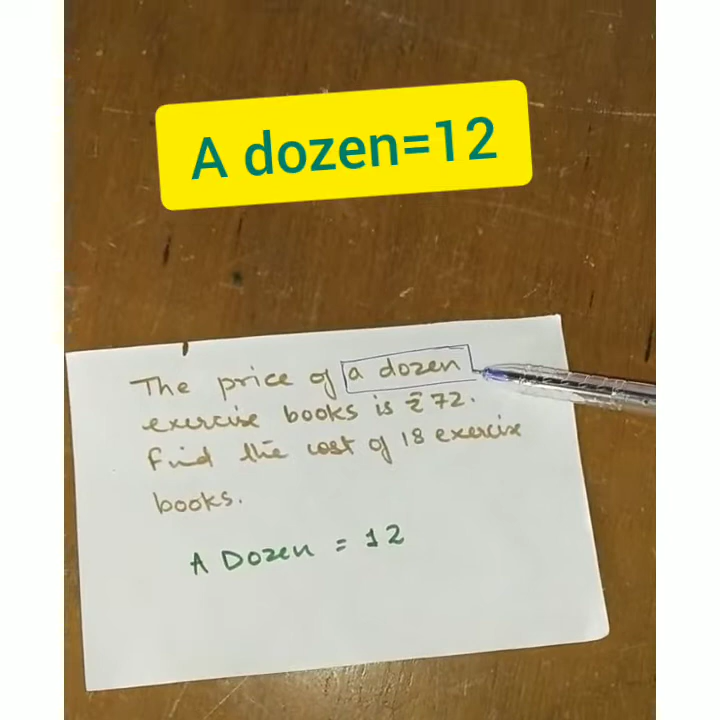 A dozen=12
The price of a dozen
exercise books is ₹72.
Find the cost of 18 exercise
books.
A Dozen = 12